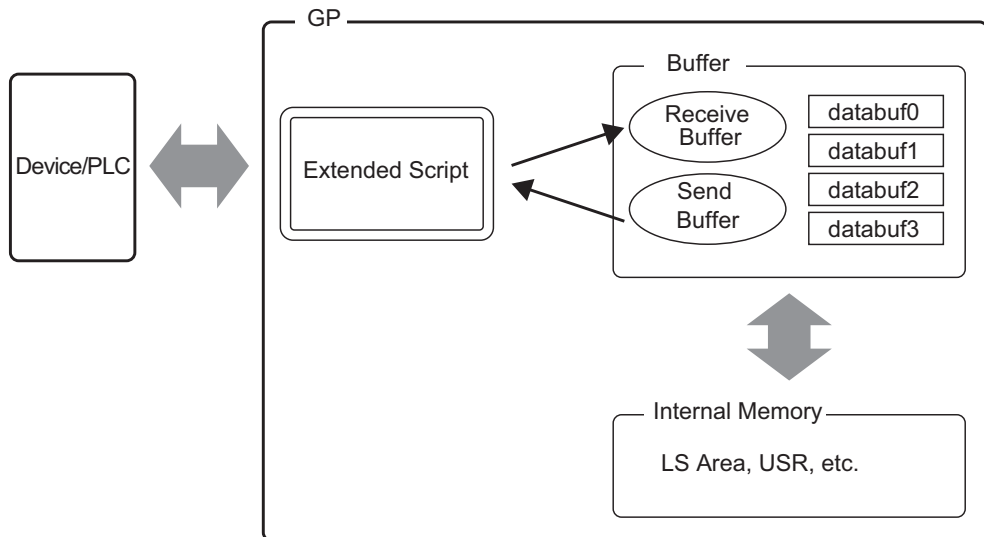 GP
Device/PLC
Extended Script
Buffer
Receive
Buffer
Send
Buffer
databuf0
databuf1
databuf2
databuf3
Internal Memory
LS Area, USR, etc.